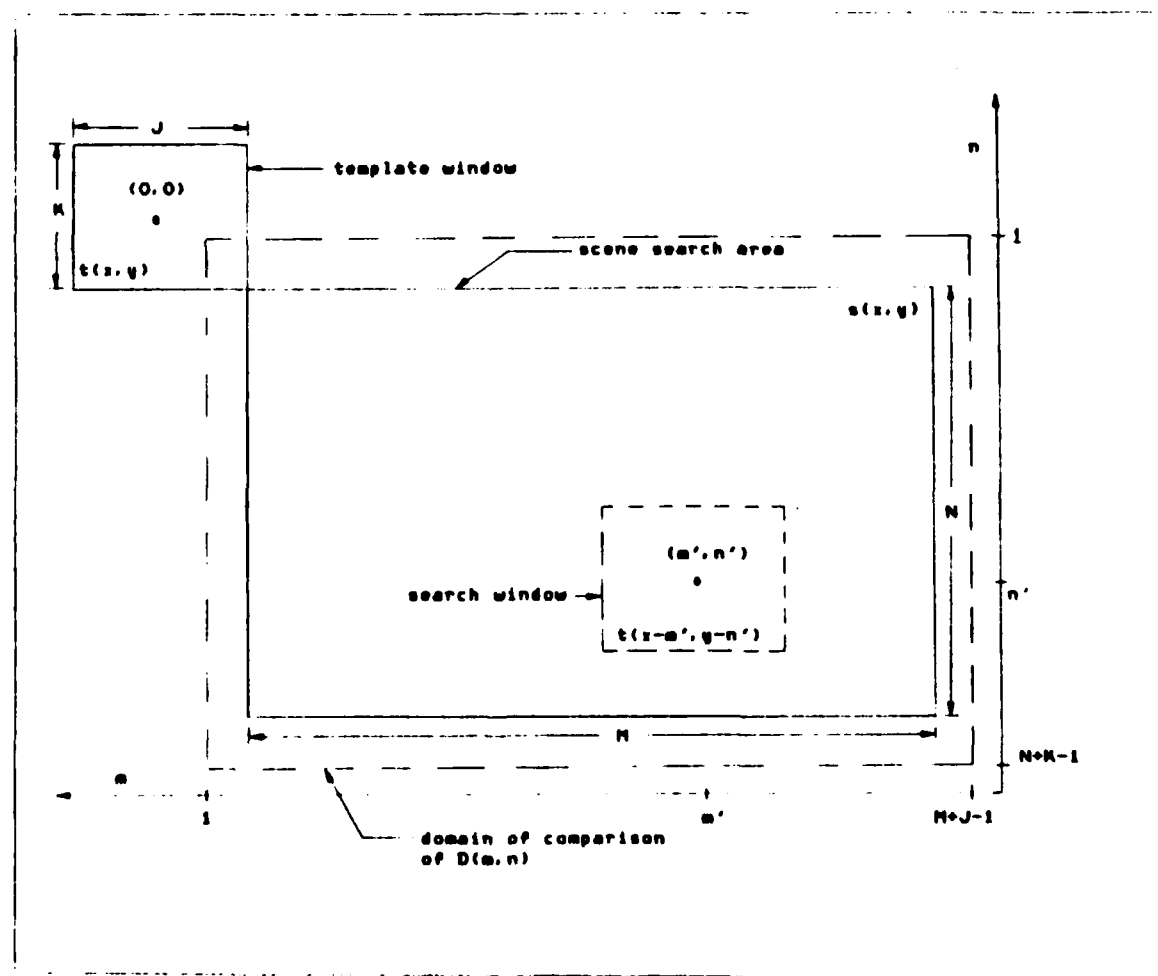 J
n
template window
(0,0)
K
1
scene search area
t(x,y)
s(x,y)
N
(m',n')
search window
n'
t(x-m',y-n')
M
N+K-1
m
1
m'
M+J-1
domain of comparison
of D(m,n)